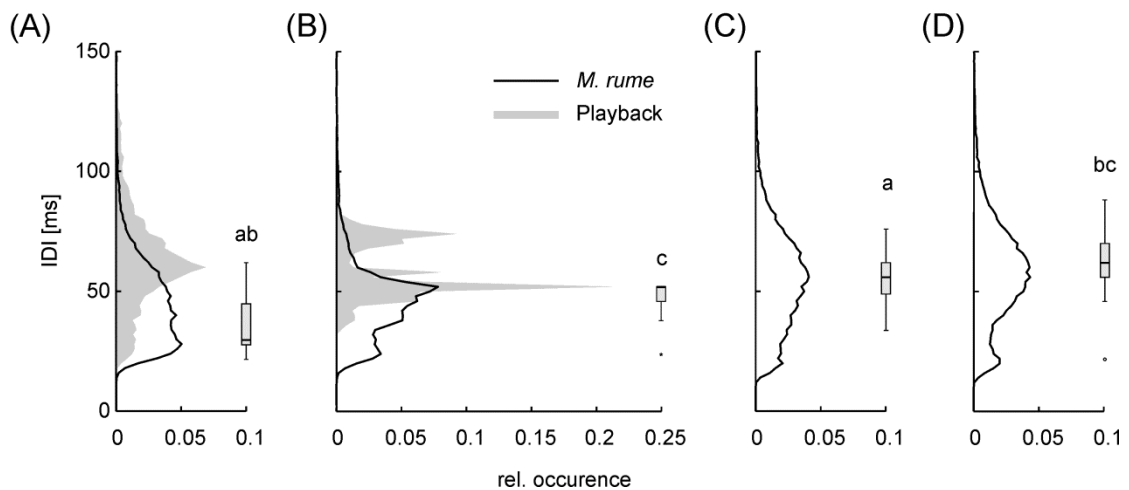 (A) (B) (C) (D)
150
100
50
0
IDI [ms]
M. rume
Playback
ab
c
a
bc
0 0.05 0.1
0 0.05 0.1 0.15 0.2 0.25
0 0.05 0.1
0 0.05 0.1
rel. occurence